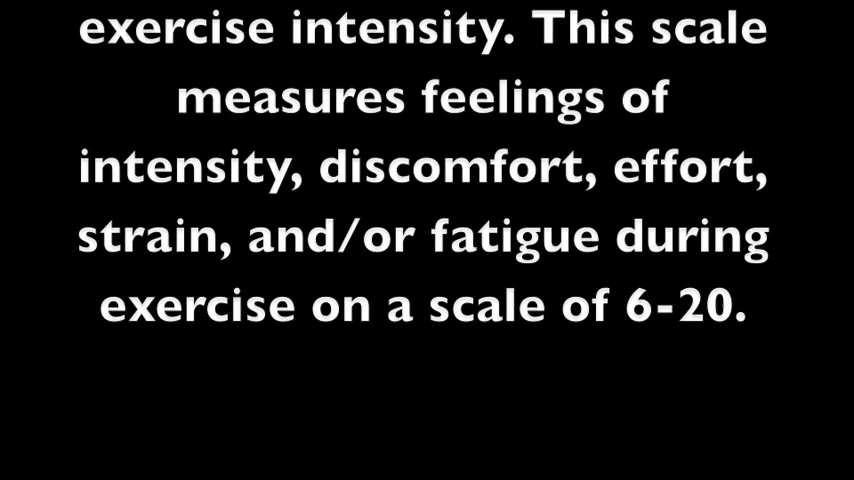 exercise intensity. This scale
measures feelings of
intensity, discomfort, effort,
strain, and/or fatigue during
exercise on a scale of 6-20.